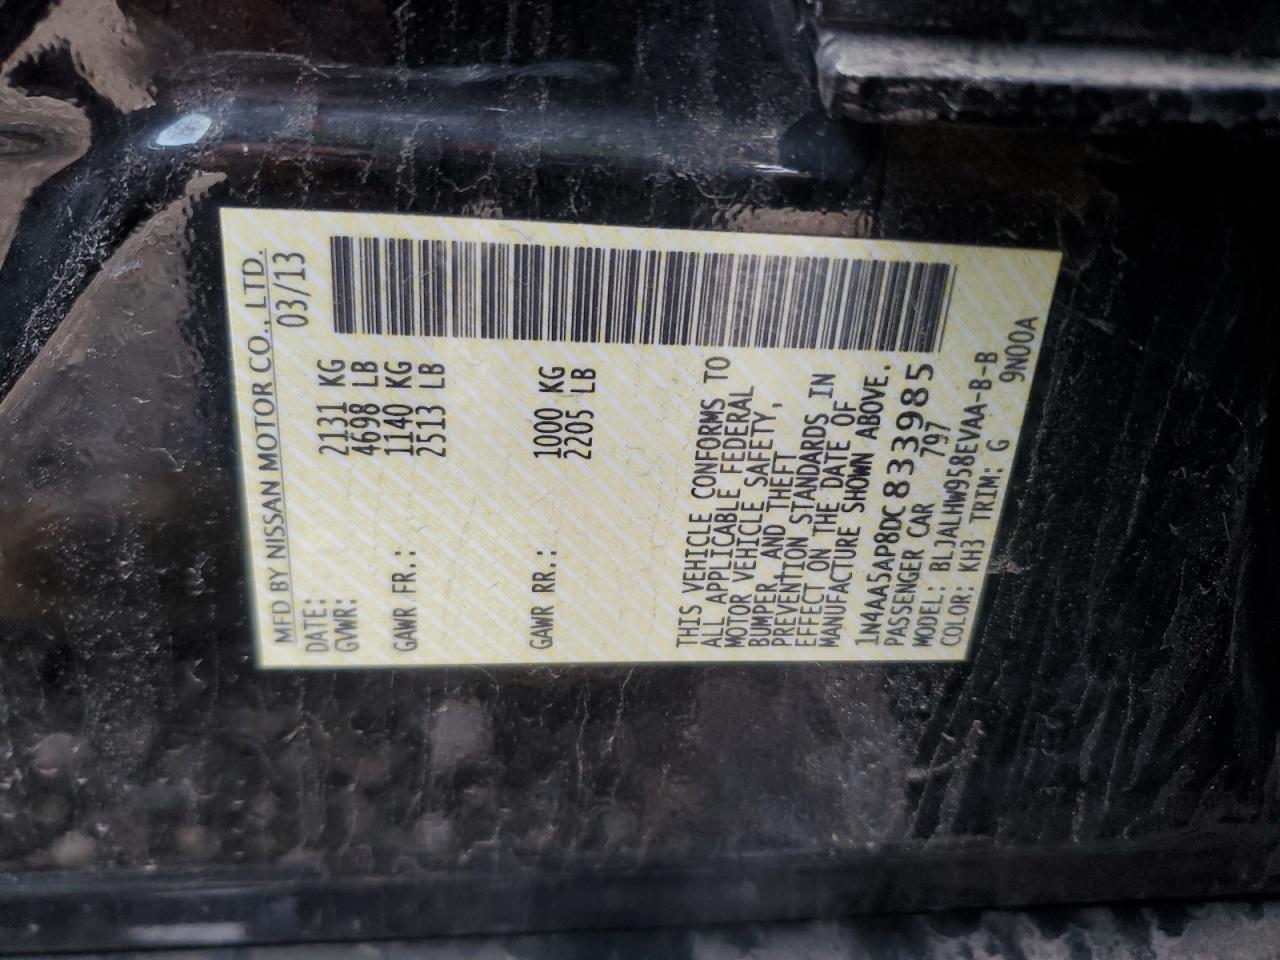 MFD BY NISSAN MOTOR CO., LTD.
DATE: 03/13
GVWR: 2131 KG
4698 LB
GAWR FR.: 1140 KG
2513 LB
GAWR RR.: 1000 KG
2205 LB
THIS VEHICLE CONFORMS TO
ALL APPLICABLE FEDERAL
MOTOR VEHICLE SAFETY,
BUMPER AND THEFT
PREVENTION STANDARDS IN
EFFECT ON THE DATE OF
MANUFACTURE SHOWN ABOVE.
1N4AA5AP8DC833985
PASSENGER CAR 797
MODEL: BLJALHW958EVAA-B-B
COLOR: KH3 TRIM: G 9N00A